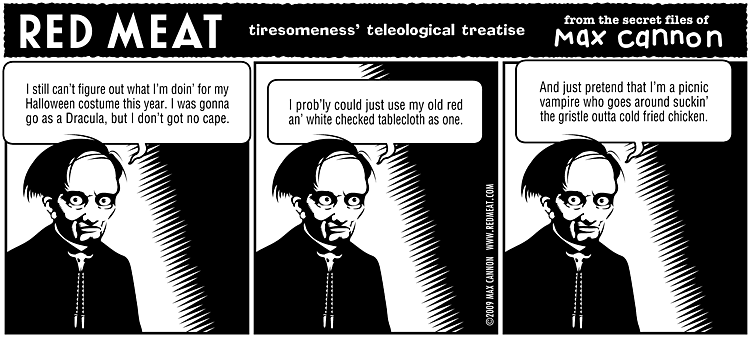 RED MEAT
tiresomeness' teleological treatise
from the secret files of
Max Cannon
I still can't figure out what I'm doin' for my
Halloween costume this year. I was gonna
go as a Dracula, but I don't got no cape.
I prob'ly could just use my old red
an' white checked tablecloth as one.
©2009 MAX CANNON WWW.REDMEAT.COM
And just pretend that I'm a picnic
vampire who goes around suckin'
the gristle outta cold fried chicken.